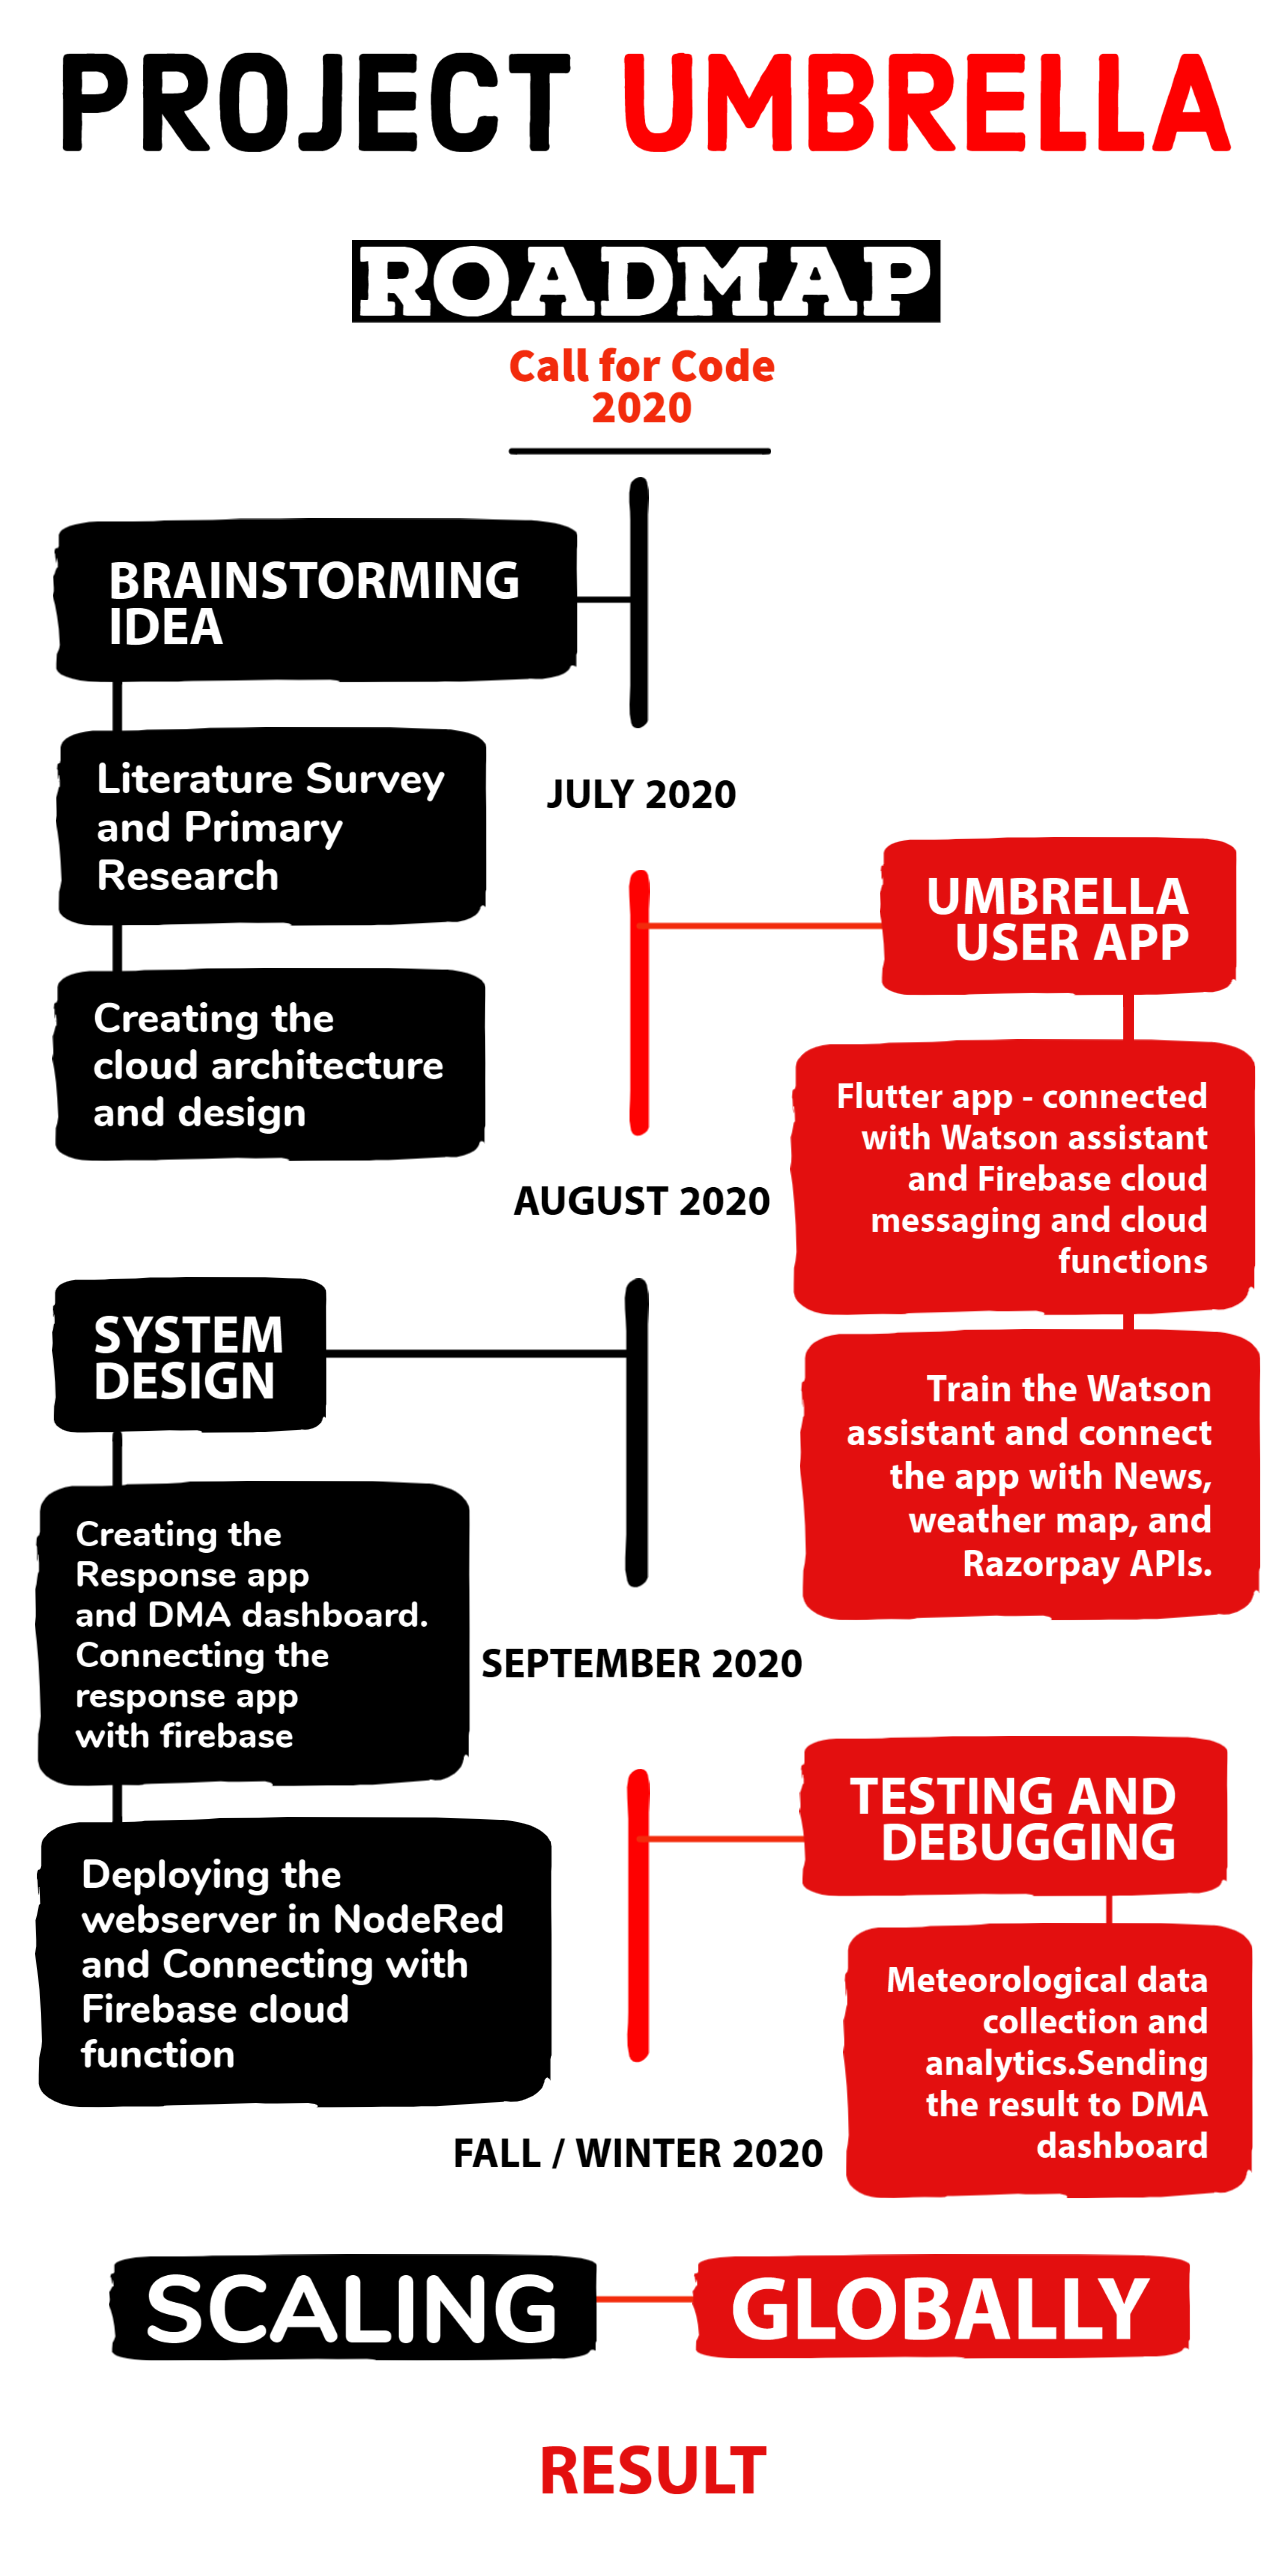 PROJECT UMBRELLA
ROADMAP
Call for Code
2020
BRAINSTORMING
IDEA
Literature Survey
and Primary
Research
Creating the
cloud architecture
and design
JULY 2020
UMBRELLA
USER APP
Flutter app - connected
with Watson assistant
and Firebase cloud
messaging and cloud
functions
Train the Watson
assistant and connect
the app with News,
weather map, and
Razorpay APIs.
AUGUST 2020
SYSTEM
DESIGN
Creating the
Response app
and DMA dashboard.
Connecting the
response app
with firebase
Deploying the
webserver in NodeRed
and Connecting with
Firebase cloud
function
SEPTEMBER 2020
TESTING AND
DEBUGGING
Meteorological data
collection and
analytics.Sending
the result to DMA
dashboard
FALL / WINTER 2020
SCALING GLOBALLY
RESULT